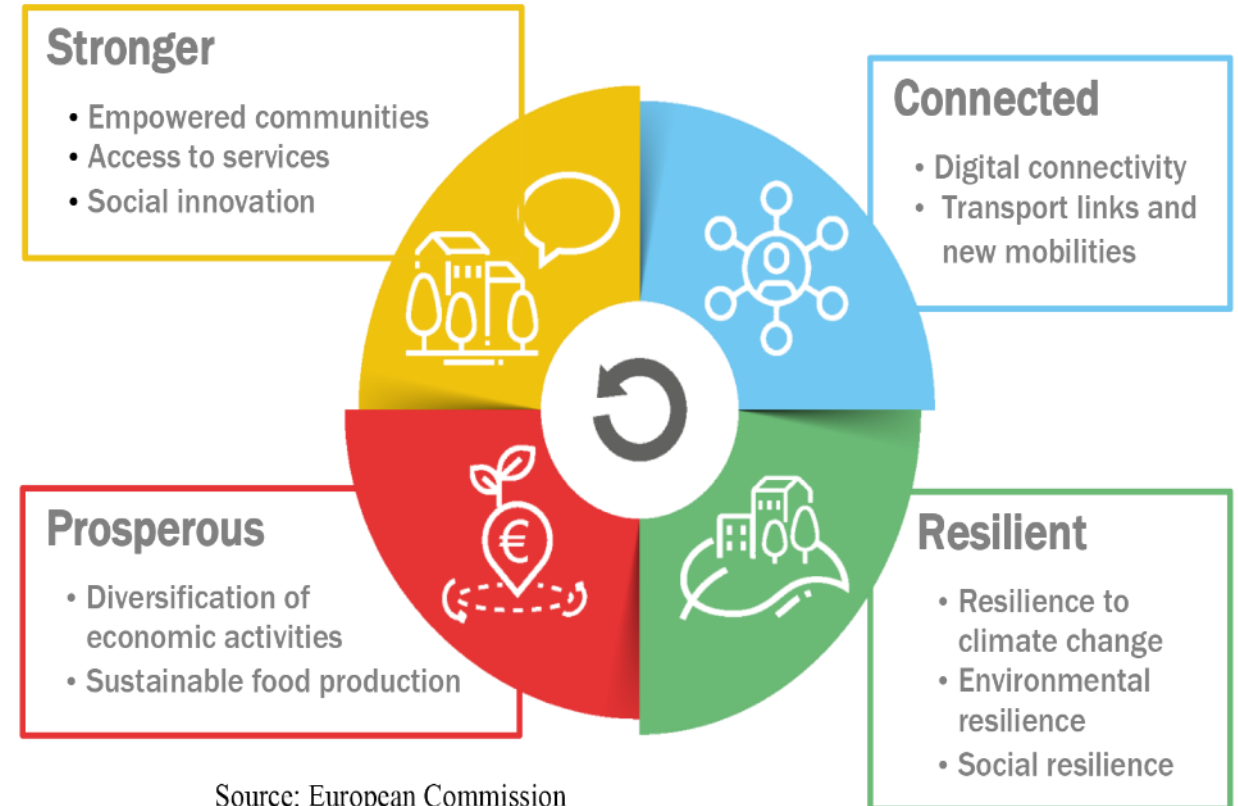 Stronger
• Empowered communities
• Access to services
• Social innovation
Connected
• Digital connectivity
• Transport links and
new mobilities
€
Prosperous
• Diversification of
economic activities
• Sustainable food production
Resilient
• Resilience to
climate change
• Environmental
resilience
• Social resilience
Source: European Commission